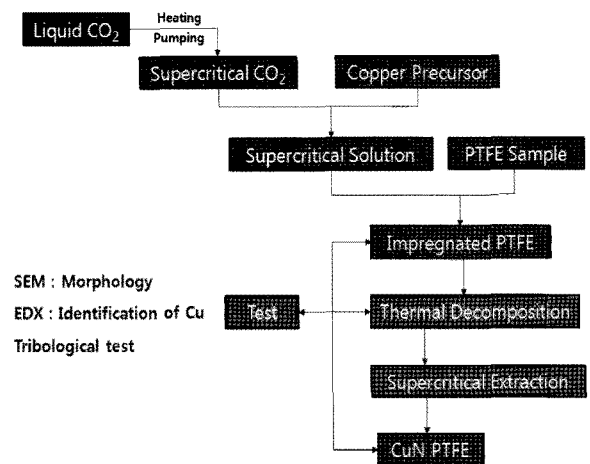 Liquid CO₂
Heating
Pumping
Supercritical CO₂
Copper Precursor
Supercritical Solution
PTFE Sample
Impregnated PTFE
SEM : Morphology
EDX : Identification of Cu
Tribological test
Test
Thermal Decomposition
Supercritical Extraction
CuN PTFE